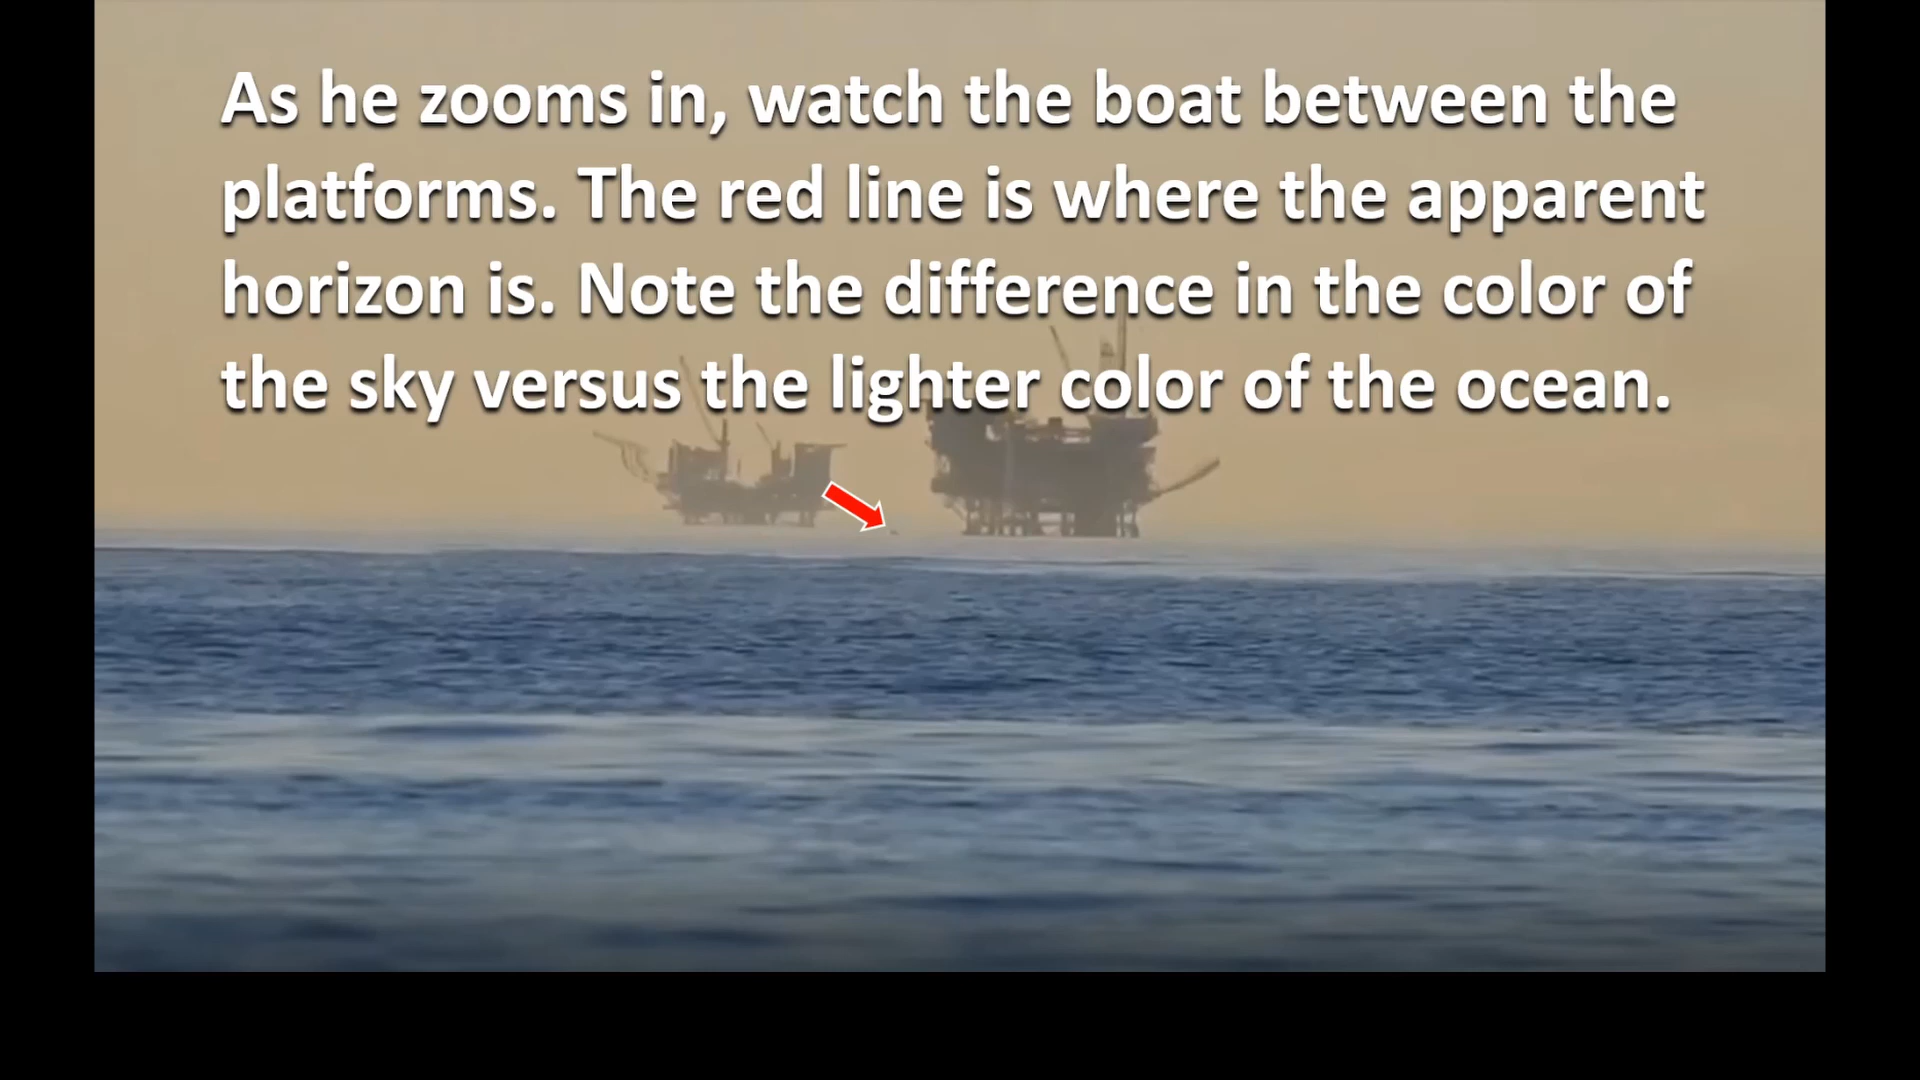 As he zooms in, watch the boat between the
platforms. The red line is where the apparent
horizon is. Note the difference in the color of
the sky versus the lighter color of the ocean.